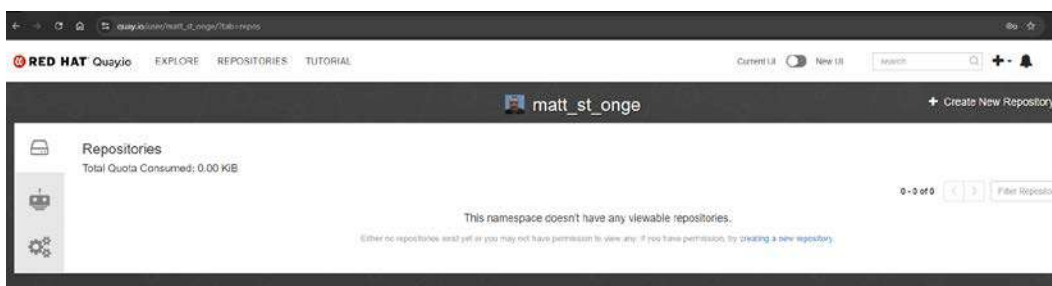 quay.io/user/matt_st_onge/?tab=repos
RED HAT Quay.io EXPLORE REPOSITORIES TUTORIAL Current UI New UI search
matt_st_onge
+ Create New Repository
Repositories
Total Quota Consumed: 0.00 KiB
0 - 0 of 0 < > Filter Reposito
This namespace doesn't have any viewable repositories.
Either no repositories exist yet or you may not have permission to view any. If you have permission, try creating a new repository.